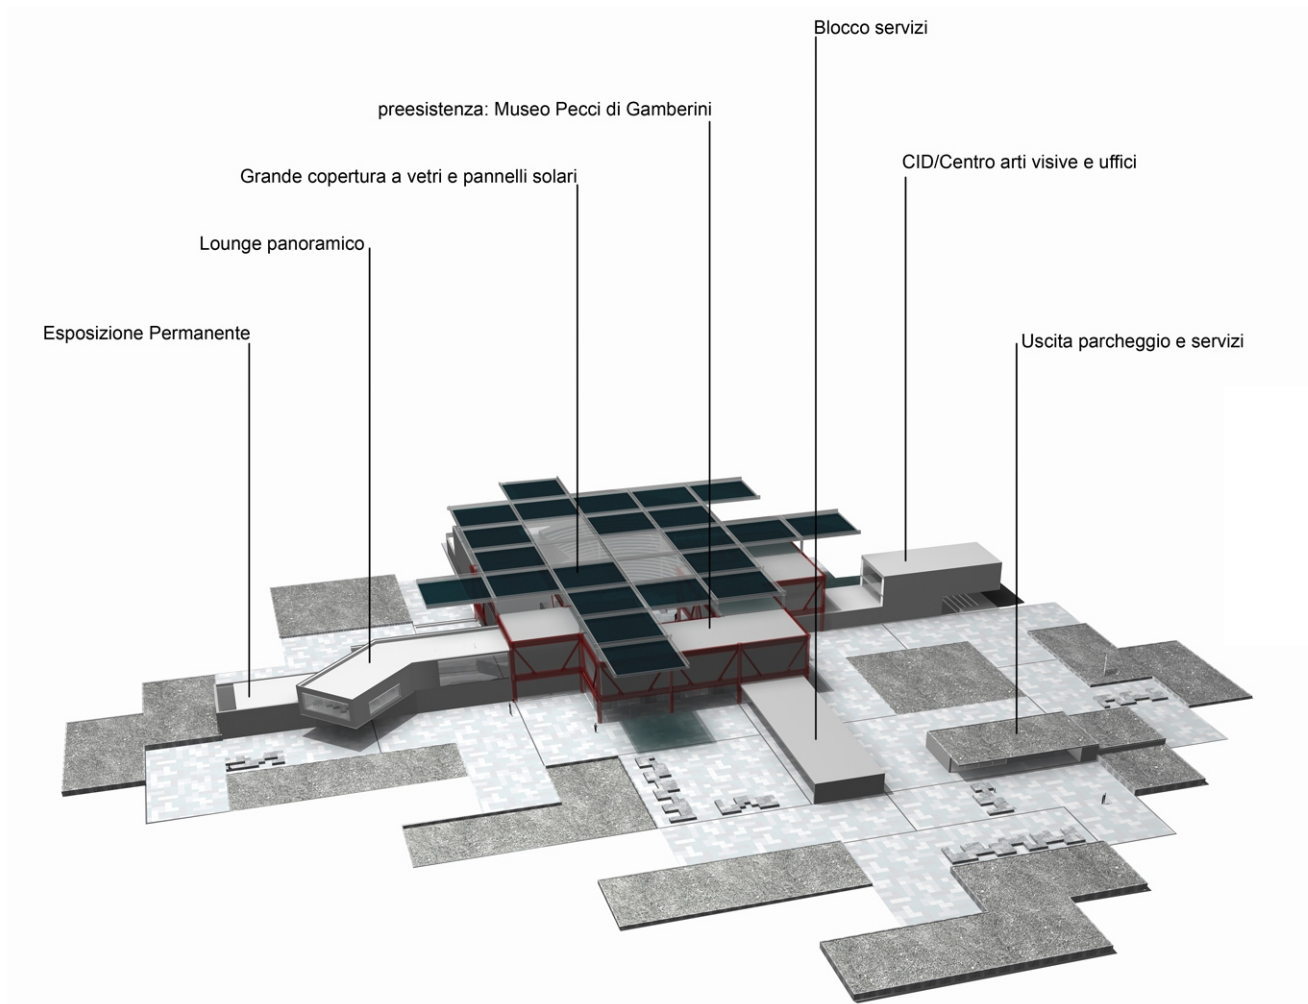 Blocco servizi
preesistenza: Museo Pecci di Gamberini
CID/Centro arti visive e uffici
Grande copertura a vetri e pannelli solari
Lounge panoramico
Esposizione Permanente
Uscita parcheggio e servizi